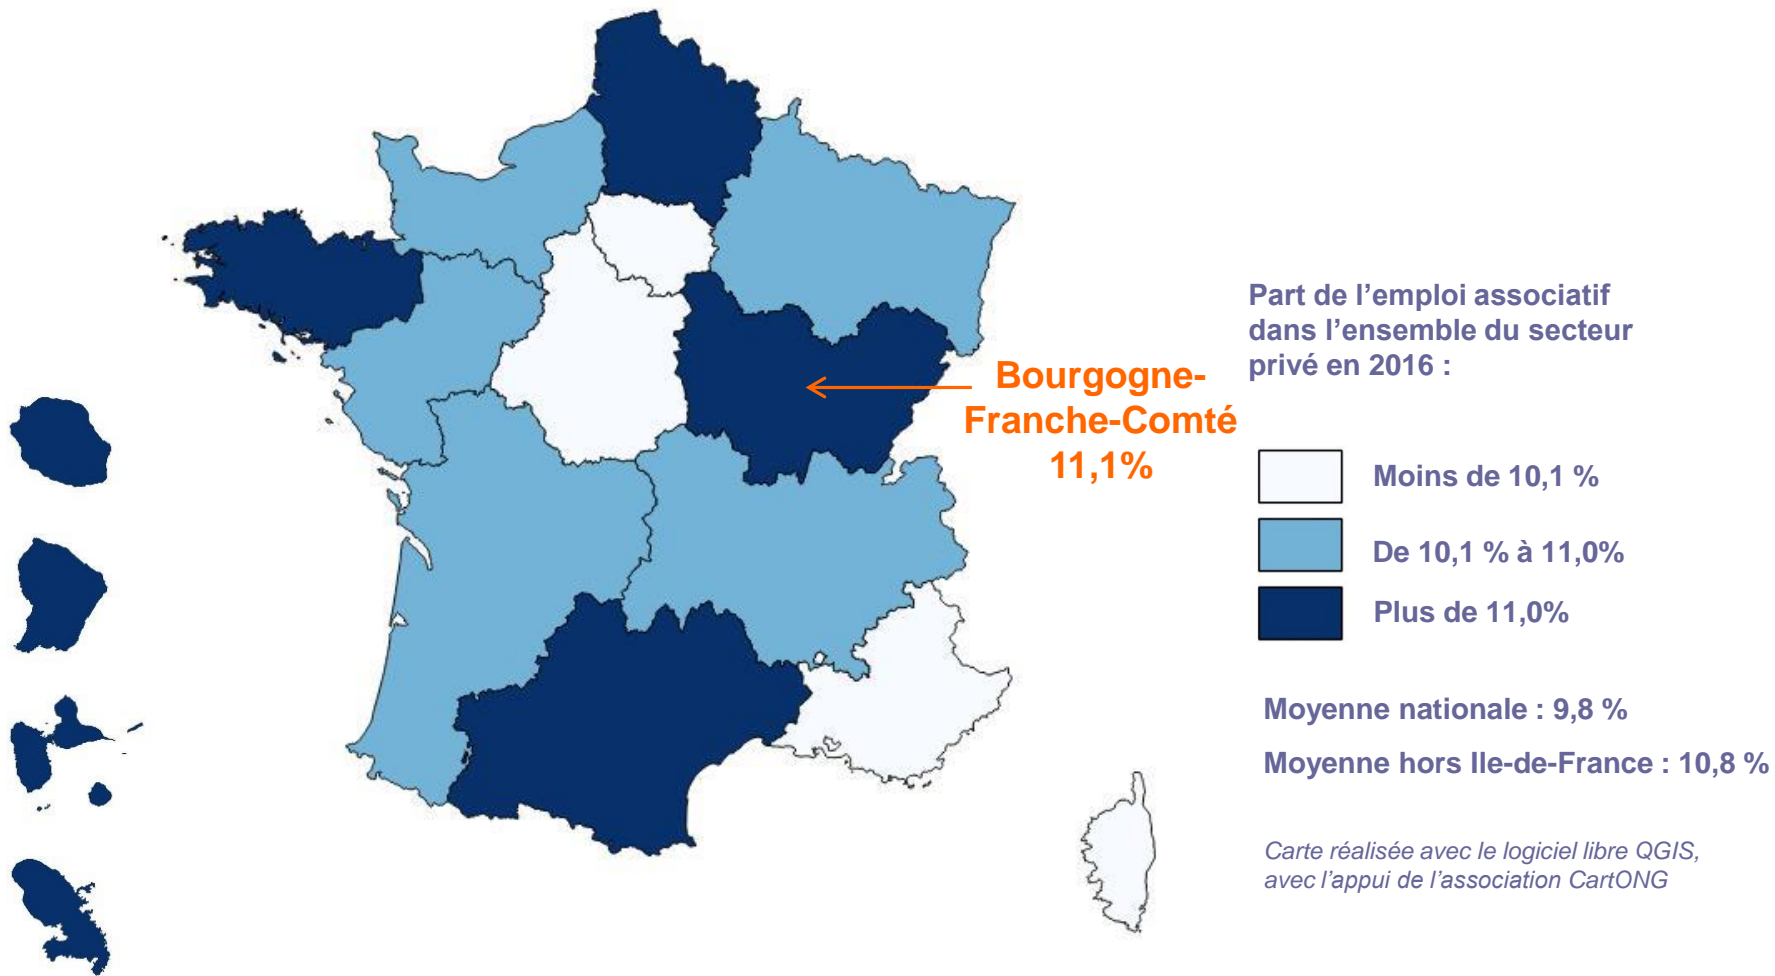 Part de l’emploi associatif
dans l’ensemble du secteur
privé en 2016 :
Bourgogne-
Franche-Comté
11,1%
Moins de 10,1 %
De 10,1 % à 11,0%
Plus de 11,0%
Moyenne nationale : 9,8 %
Moyenne hors Ile-de-France : 10,8 %
Carte réalisée avec le logiciel libre QGIS,
avec l’appui de l’association CartONG